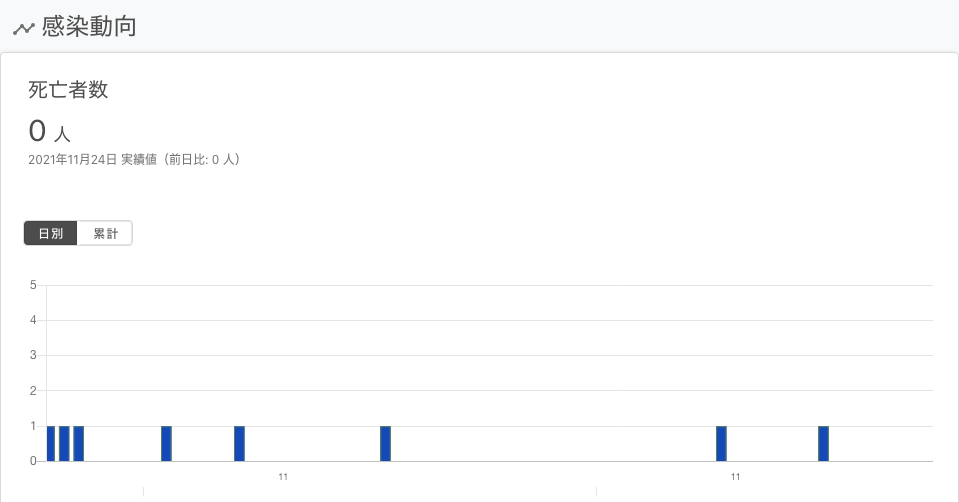 感染動向
死亡者数
0 人
2021年11月24日 実績値（前日比: 0 人）
日別 累計
5
4
3
2
1
0
11 11